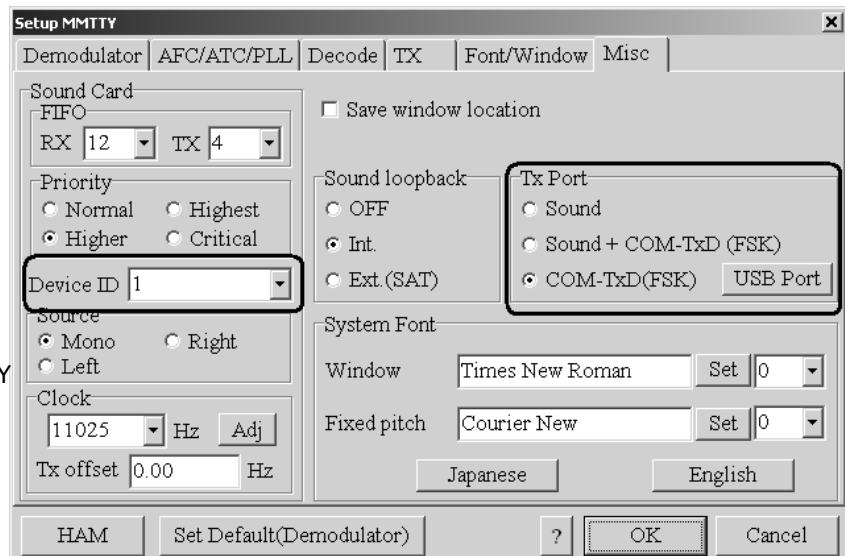 Setup MMTTY
Demodulator AFC/ATC/PLL Decode TX Font/Window Misc
Sound Card
FIFO
RX 12 TX 4
Priority
Normal Highest
Higher Critical
Device ID 1
Source
Mono Right
Left
Y
Clock
11025 Hz Adj
Tx offset 0.00 Hz
Save window location
Sound loopback
OFF
Int.
Ext.(SAT)
Tx Port
Sound
Sound + COM-TxD (FSK)
COM-TxD(FSK) USB Port
System Font
Window Times New Roman Set 0
Fixed pitch Courier New Set 0
Japanese English
HAM Set Default(Demodulator) ? OK Cancel